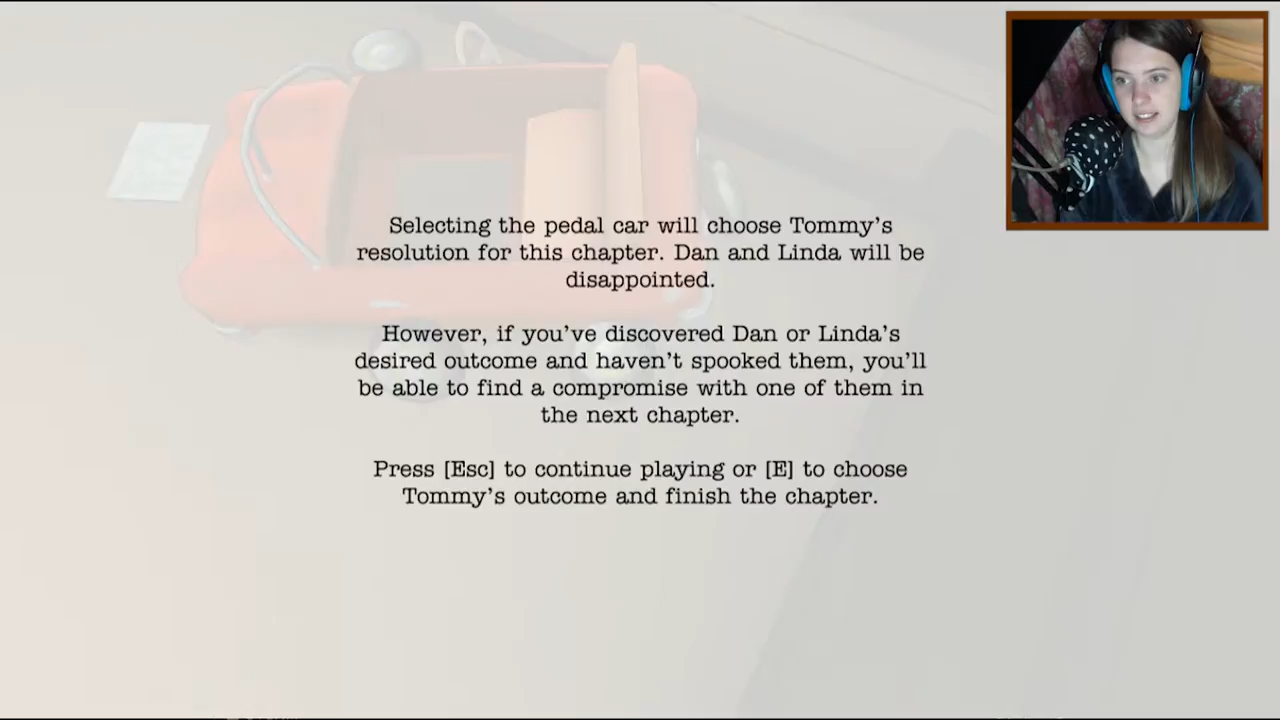 Selecting the pedal car will choose Tommy's
resolution for this chapter. Dan and Linda will be
disappointed.
However, if you've discovered Dan or Linda's
desired outcome and haven't spooked them, you'll
be able to find a compromise with one of them in
the next chapter.
Press [Esc] to continue playing or [E] to choose
Tommy's outcome and finish the chapter.